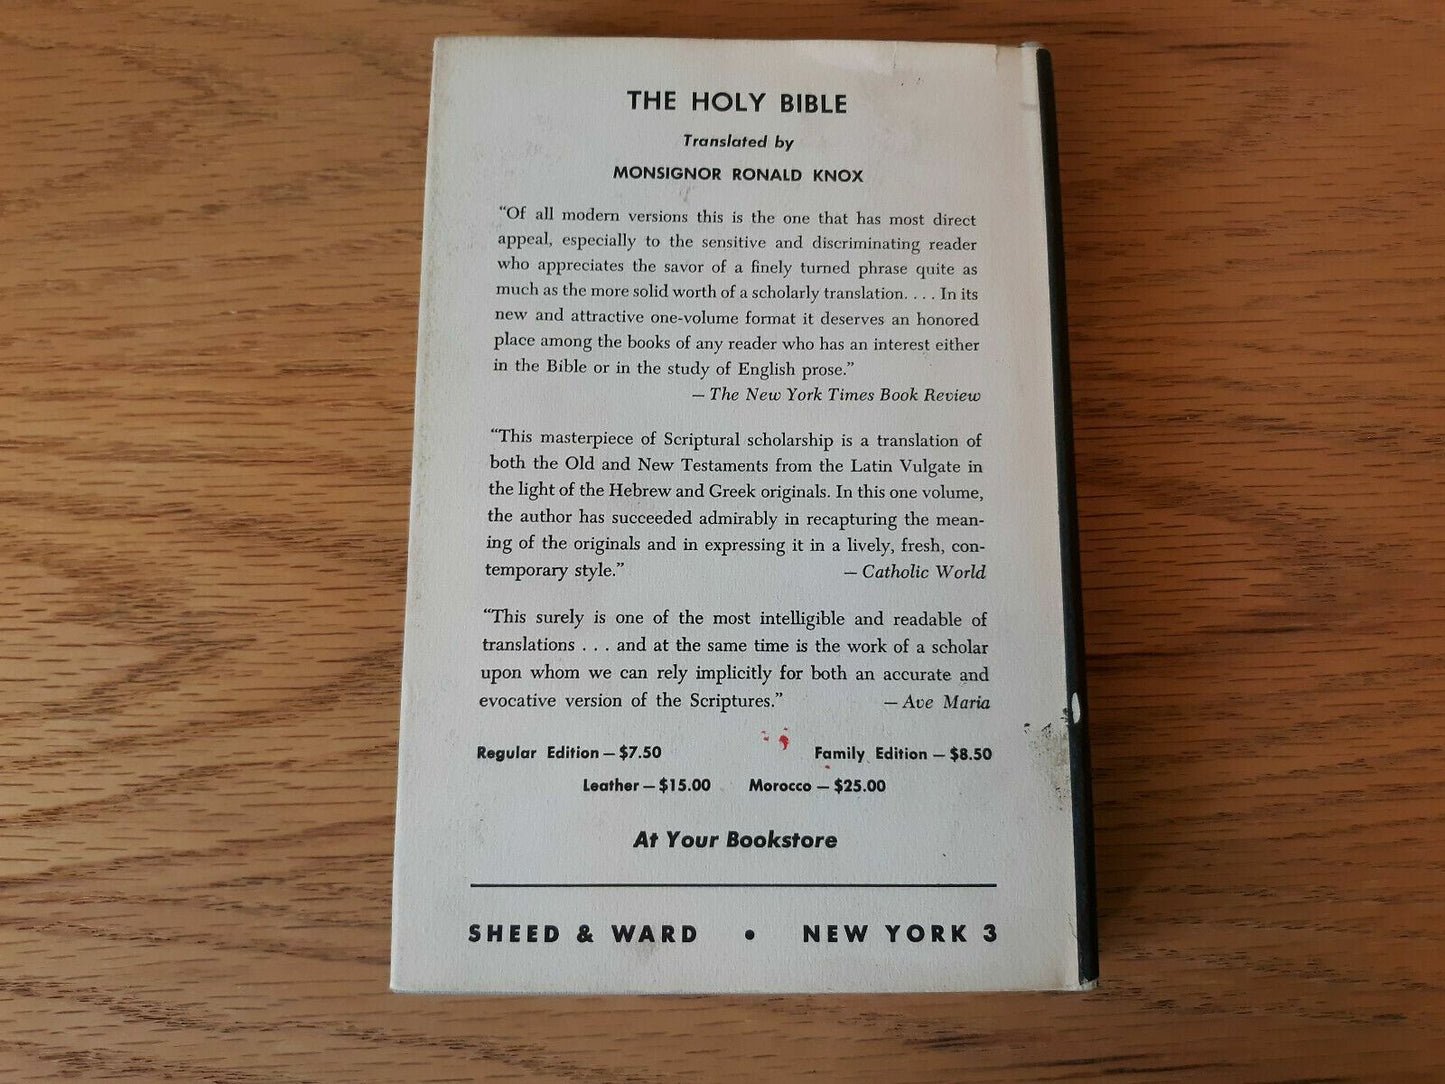 THE HOLY BIBLE
Translated by
MONSIGNOR RONALD KNOX
“Of all modern versions this is the one that has most direct
appeal, especially to the sensitive and discriminating reader
who appreciates the savor of a finely turned phrase quite as
much as the more solid worth of a scholarly translation. . . . In its
new and attractive one-volume format it deserves an honored
place among the books of any reader who has an interest either
in the Bible or in the study of English prose.”
— The New York Times Book Review
“This masterpiece of Scriptural scholarship is a translation of
both the Old and New Testaments from the Latin Vulgate in
the light of the Hebrew and Greek originals. In this one volume,
the author has succeeded admirably in recapturing the mean-
ing of the originals and in expressing it in a lively, fresh, con-
temporary style.” — Catholic World
“This surely is one of the most intelligible and readable of
translations . . . and at the same time is the work of a scholar
upon whom we can rely implicitly for both an accurate and
evocative version of the Scriptures.” — Ave Maria
Regular Edition — $7.50 Family Edition — $8.50
Leather — $15.00 Morocco — $25.00
At Your Bookstore
SHEED & WARD • NEW YORK 3